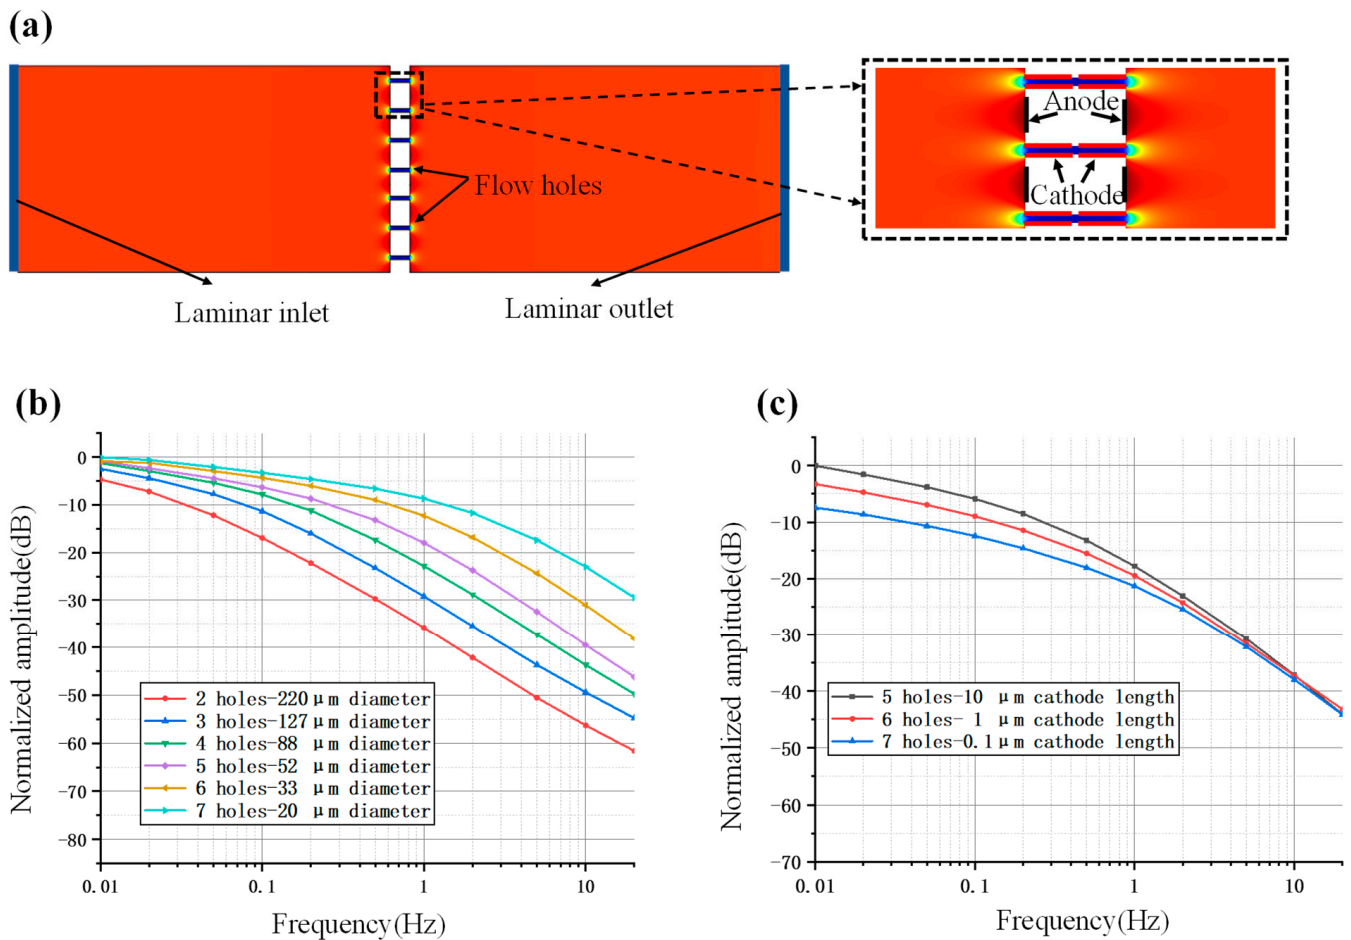 (a)
Anode
Cathode
Flow holes
Laminar inlet
Laminar outlet
(b)
Normalized amplitude(dB)
0
-10
-20
-30
-40
-50
-60
-70
-80
2 holes-220 μm diameter
3 holes-127 μm diameter
4 holes-88 μm diameter
5 holes-52 μm diameter
6 holes-33 μm diameter
7 holes-20 μm diameter
0.01
0.1
1
10
Frequency(Hz)
(c)
Normalized amplitude(dB)
0
-10
-20
-30
-40
-50
-60
-70
5 holes-10 μm cathode length
6 holes- 1 μm cathode length
7 holes-0.1μm cathode length
0.01
0.1
1
10
Frequency(Hz)